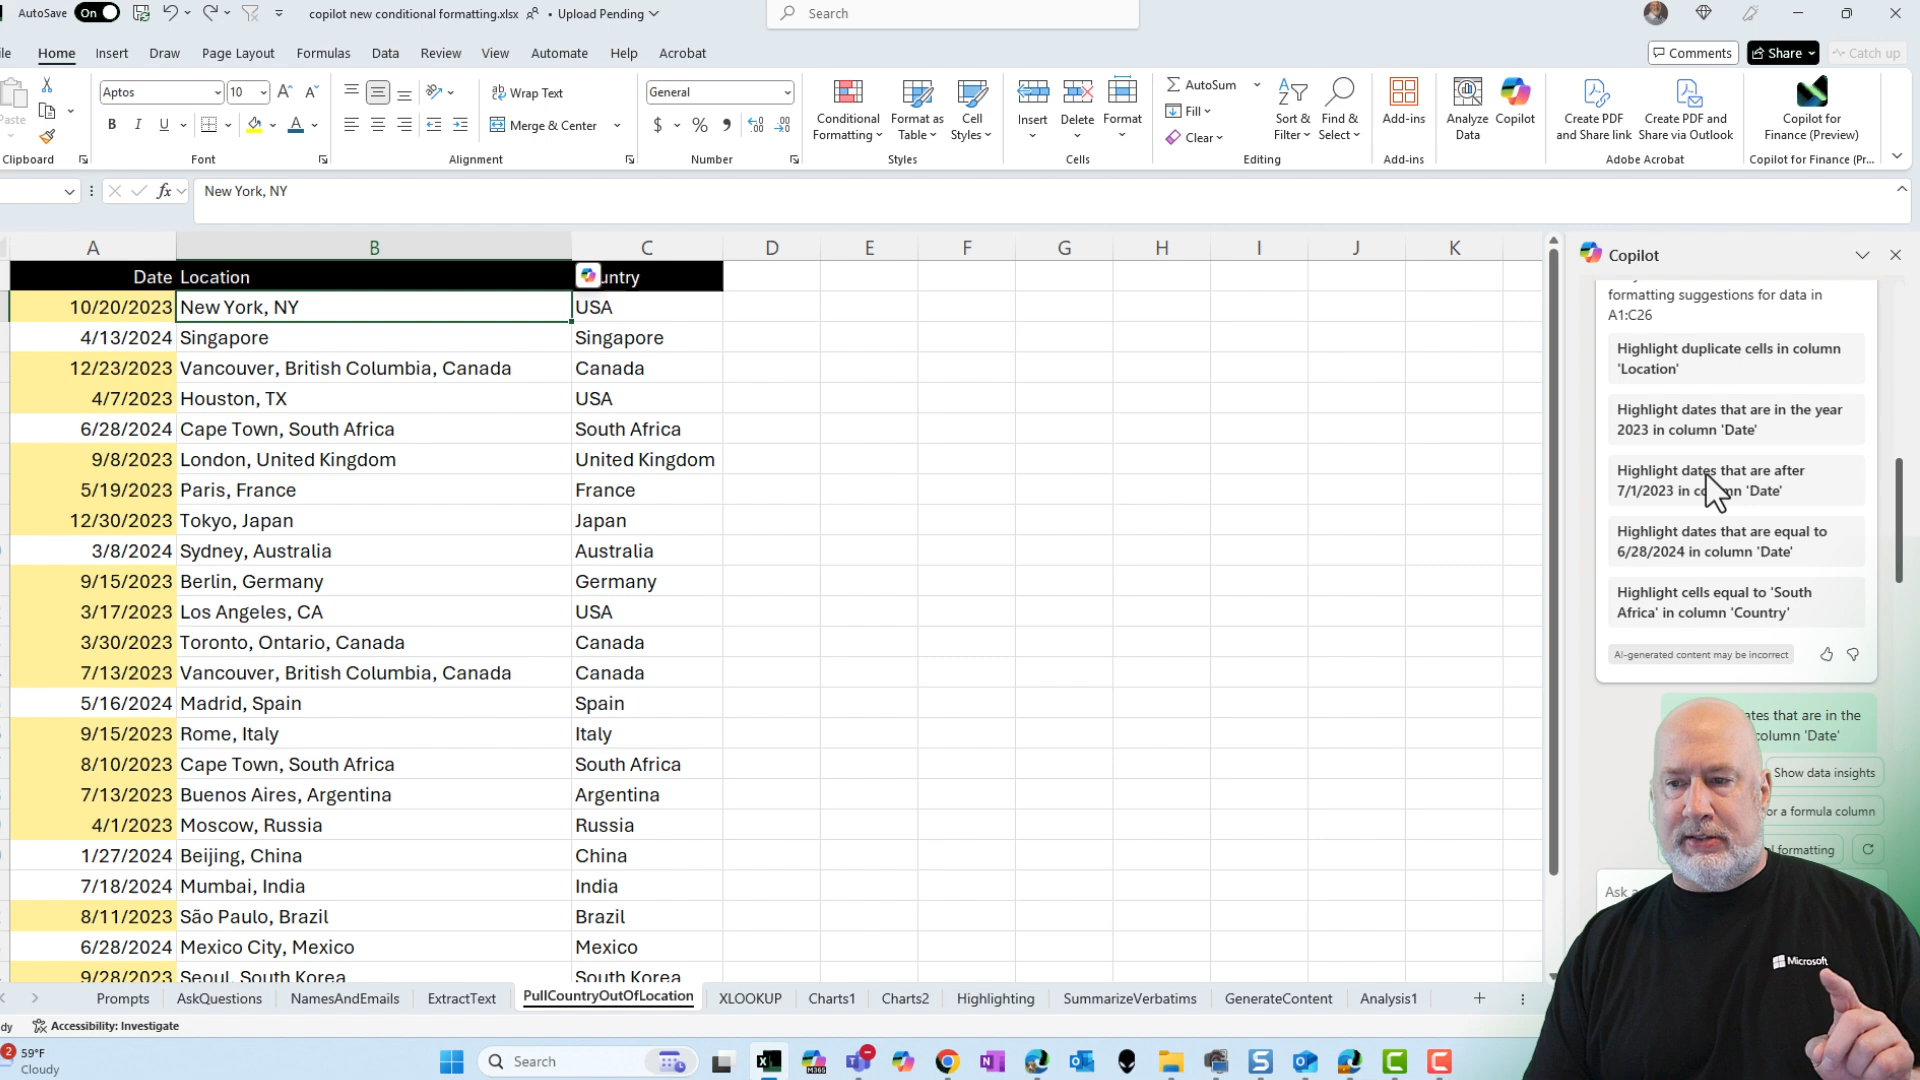 AutoSave On copilot new conditional formatting.xlsx • Upload Pending Search
Home Insert Draw Page Layout Formulas Data Review View Automate Help Acrobat Comments Share Catch up
Paste Aptos 10 A^ A^ Wrap Text General Conditional Formatting Format as Table Cell Styles Insert Delete Format AutoSum Sort & Filter Find & Select Add-ins Analyze Data Copilot Create PDF and Share link Create PDF and Share via Outlook Copilot for Finance (Preview)
B I U A Merge & Center $ % , Fill Clear
Clipboard Font Alignment Number Styles Cells Editing Add-ins Adobe Acrobat Copilot for Finance (Pr...
fx New York, NY
A B C D E F G H I J K
Date Location untry
10/20/2023 New York, NY USA
4/13/2024 Singapore Singapore
12/23/2023 Vancouver, British Columbia, Canada Canada
4/7/2023 Houston, TX USA
6/28/2024 Cape Town, South Africa South Africa
9/8/2023 London, United Kingdom United Kingdom
5/19/2023 Paris, France France
12/30/2023 Tokyo, Japan Japan
3/8/2024 Sydney, Australia Australia
9/15/2023 Berlin, Germany Germany
3/17/2023 Los Angeles, CA USA
3/30/2023 Toronto, Ontario, Canada Canada
7/13/2023 Vancouver, British Columbia, Canada Canada
5/16/2024 Madrid, Spain Spain
9/15/2023 Rome, Italy Italy
8/10/2023 Cape Town, South Africa South Africa
7/13/2023 Buenos Aires, Argentina Argentina
4/1/2023 Moscow, Russia Russia
1/27/2024 Beijing, China China
7/18/2024 Mumbai, India India
8/11/2023 São Paulo, Brazil Brazil
6/28/2024 Mexico City, Mexico Mexico
9/28/2023 Seoul, South Korea South Korea
Copilot
formatting suggestions for data in
A1:C26
Highlight duplicate cells in column
'Location'
Highlight dates that are in the year
2023 in column 'Date'
Highlight dates that are after
7/1/2023 in column 'Date'
Highlight dates that are equal to
6/28/2024 in column 'Date'
Highlight cells equal to 'South
Africa' in column 'Country'
AI-generated content may be incorrect
ates that are in the
column 'Date'
Show data insights
or a formula column
formatting
Ask a
Microsoft
Prompts AskQuestions NamesAndEmails ExtractText PullCountryOutOfLocation XLOOKUP Charts1 Charts2 Highlighting SummarizeVerbatims GenerateContent Analysis1
Accessibility: Investigate
2 59°F
Cloudy
Search
M365